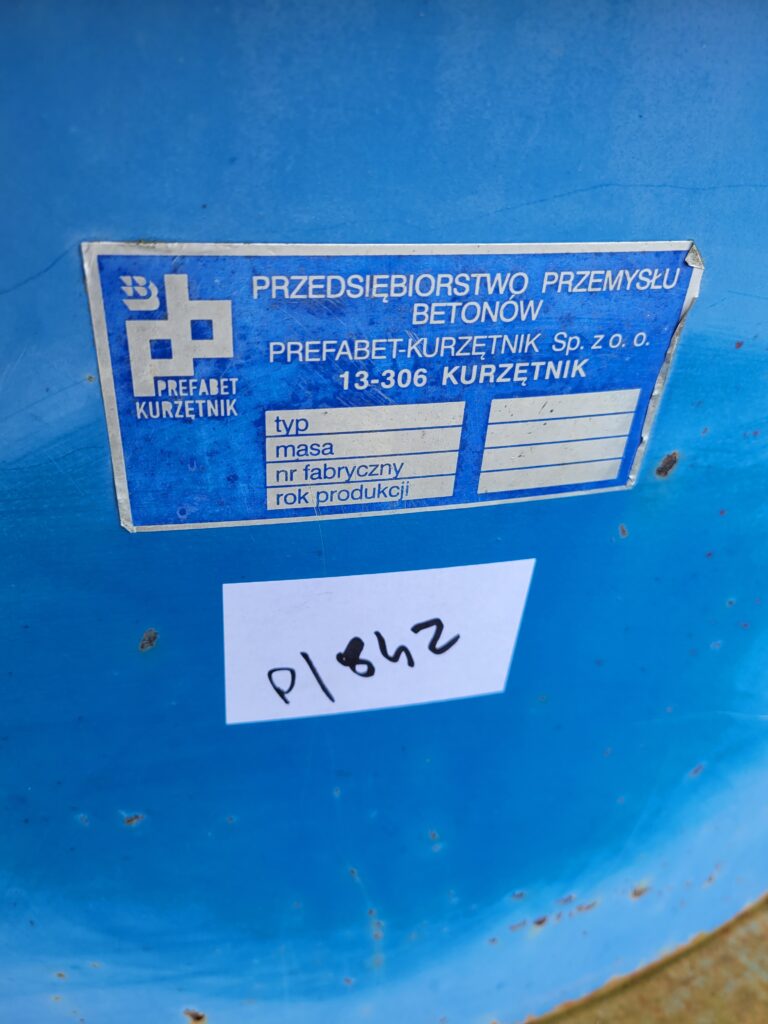 PREFABET
KURZĘTNIK
PRZEDSIĘBIORSTWO PRZEMYSŁU
BETONÓW
PREFABET-KURZĘTNIK Sp. z o. o.
13-306 KURZĘTNIK
typ
masa
nr fabryczny
rok produkcji
P/842